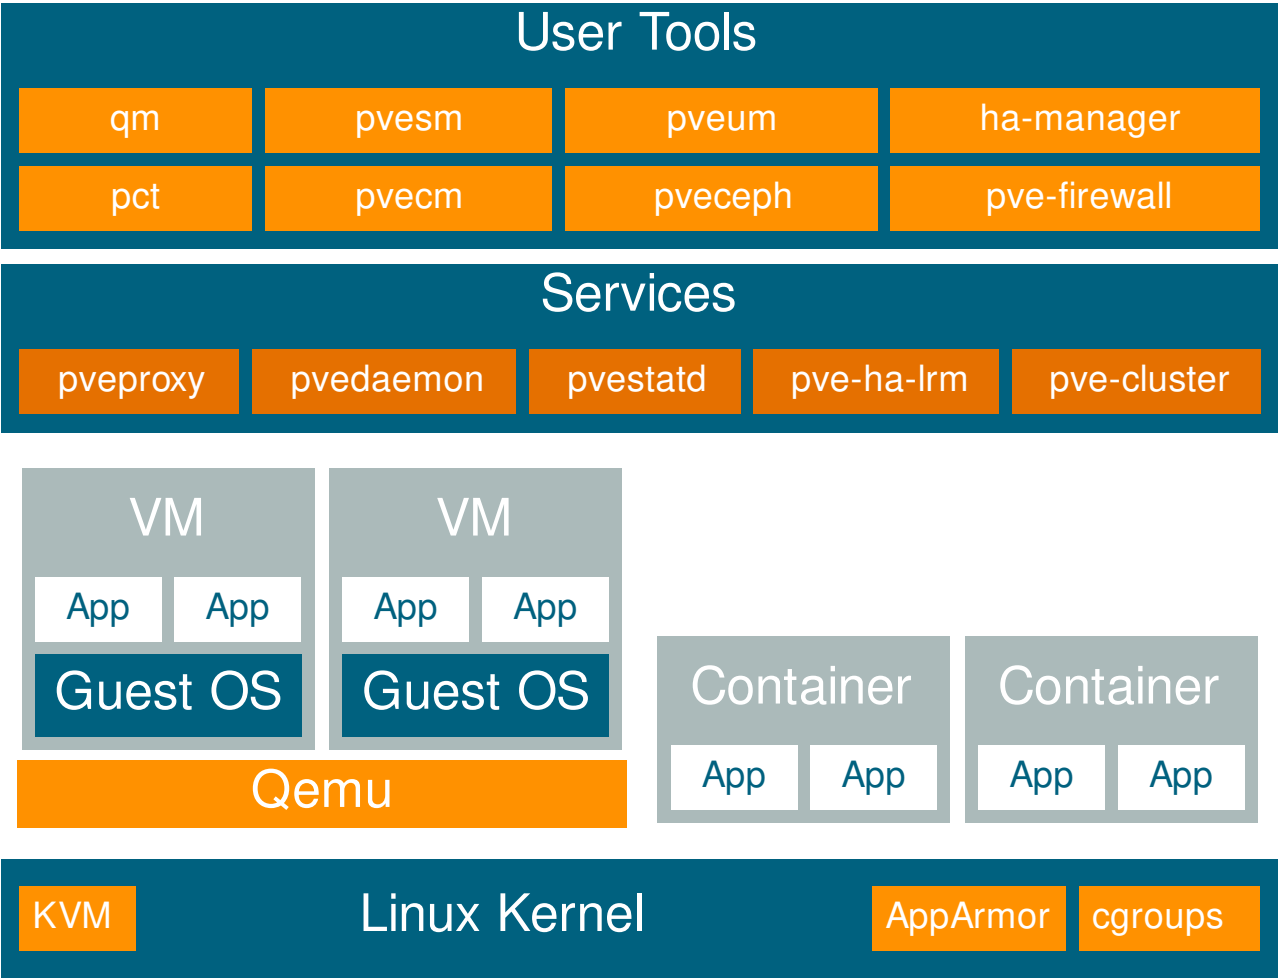 User Tools
qm pvesm pveum ha-manager
pct pvecm pveceph pve-firewall
Services
pveproxy pvedaemon pvestatd pve-ha-lrm pve-cluster
VM VM
App App App App
Guest OS Guest OS
Container Container
App App App App
Qemu
KVM Linux Kernel AppArmor cgroups